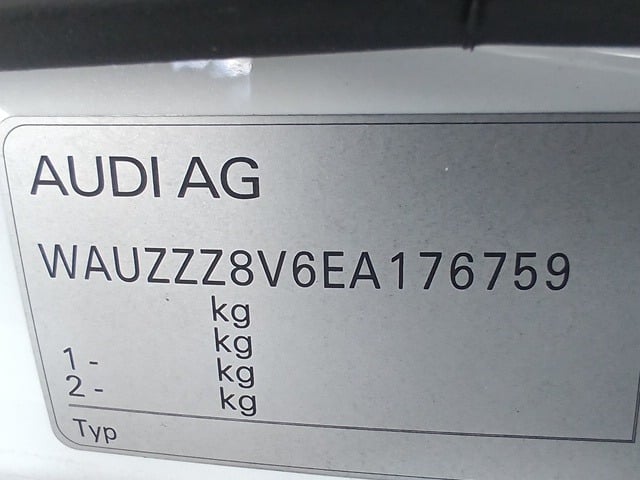 AUDI AG
WAUZZZ8V6EA176759
kg
kg
1 - kg
2 - kg
Typ